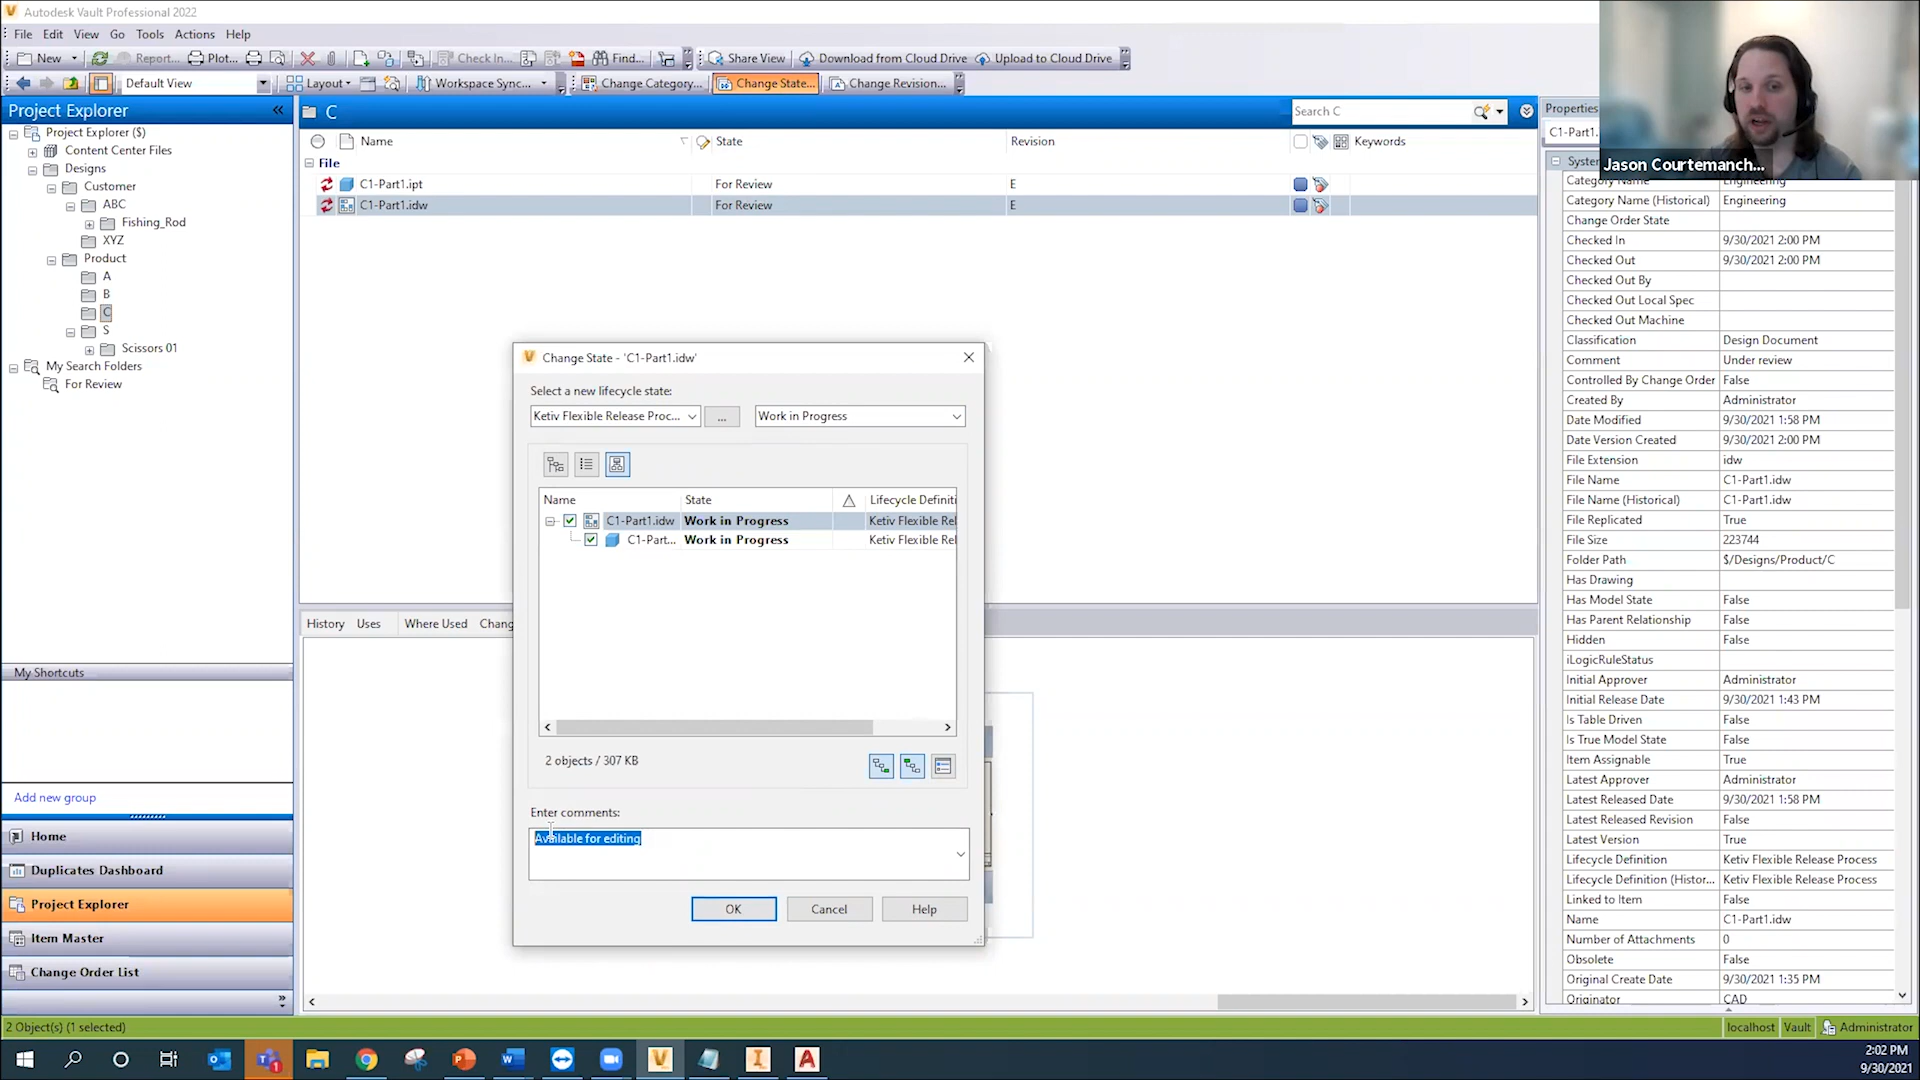 Autodesk Vault Professional 2022
File Edit View Go Tools Actions Help
New Report... Plot... Check In... Find... Share View Download from Cloud Drive Upload to Cloud Drive
Default View Layout Workspace Sync... Change Category... Change State... Change Revision...
Project Explorer
Project Explorer ($)
Content Center Files
Designs
Customer
ABC
Fishing_Rod
XYZ
Product
A
B
C
S
Scissors 01
My Search Folders
For Review
My Shortcuts
Add new group
Home
Duplicates Dashboard
Project Explorer
Item Master
Change Order List
2 Object(s) (1 selected)
C
Search C
Name State Revision Keywords
File
C1-Part1.ipt For Review E
C1-Part1.idw For Review E
History Uses Where Used Chang
Change State - 'C1-Part1.idw'
Select a new lifecycle state:
Ketiv Flexible Release Proc... ... Work in Progress
Name State Lifecycle Definiti
C1-Part1.idw Work in Progress Ketiv Flexible Rel
C1-Part... Work in Progress Ketiv Flexible Rel
2 objects / 307 KB
Enter comments:
Available for editing
OK Cancel Help
Properties
C1-Part1.
Syste
Jason Courtemanch...
Category Name Engineering
Category Name (Historical) Engineering
Change Order State
Checked In 9/30/2021 2:00 PM
Checked Out 9/30/2021 2:00 PM
Checked Out By
Checked Out Local Spec
Checked Out Machine
Classification Design Document
Comment Under review
Controlled By Change Order False
Created By Administrator
Date Modified 9/30/2021 1:58 PM
Date Version Created 9/30/2021 2:00 PM
File Extension idw
File Name C1-Part1.idw
File Name (Historical) C1-Part1.idw
File Replicated True
File Size 223744
Folder Path $/Designs/Product/C
Has Drawing
Has Model State False
Has Parent Relationship False
Hidden False
iLogicRuleStatus
Initial Approver Administrator
Initial Release Date 9/30/2021 1:43 PM
Is Table Driven False
Is True Model State False
Item Assignable True
Latest Approver Administrator
Latest Released Date 9/30/2021 1:58 PM
Latest Released Revision False
Latest Version True
Lifecycle Definition Ketiv Flexible Release Process
Lifecycle Definition (Histor... Ketiv Flexible Release Process
Linked to Item False
Name C1-Part1.idw
Number of Attachments 0
Obsolete False
Original Create Date 9/30/2021 1:35 PM
Originator CAD
localhost Vault Administrator
2:02 PM
9/30/2021